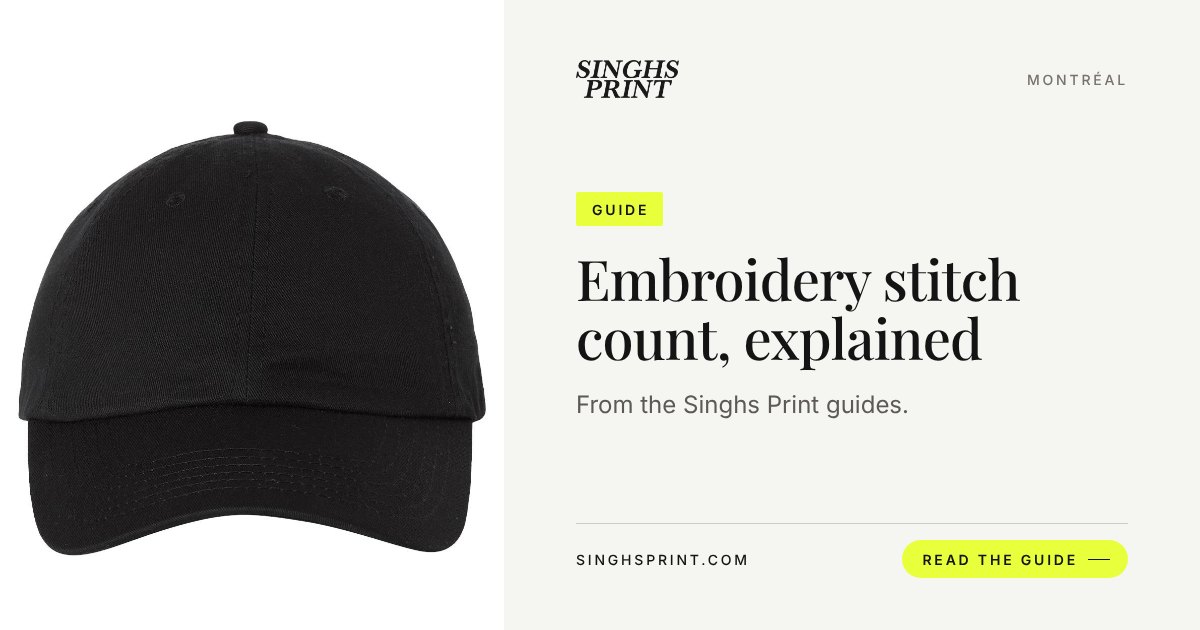 SINGHS
PRINT
MONTRÉAL
GUIDE
Embroidery stitch
count, explained
From the Singhs Print guides.
SINGHSPRINT.COM
READ THE GUIDE —